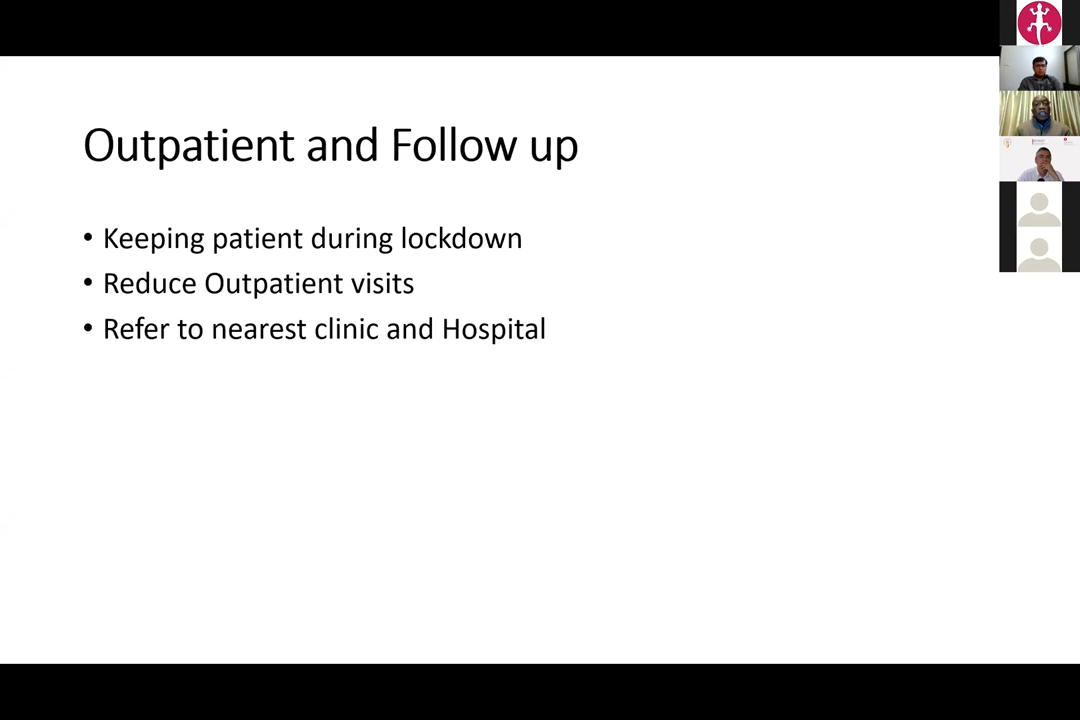 Outpatient and Follow up
• Keeping patient during lockdown
• Reduce Outpatient visits
• Refer to nearest clinic and Hospital